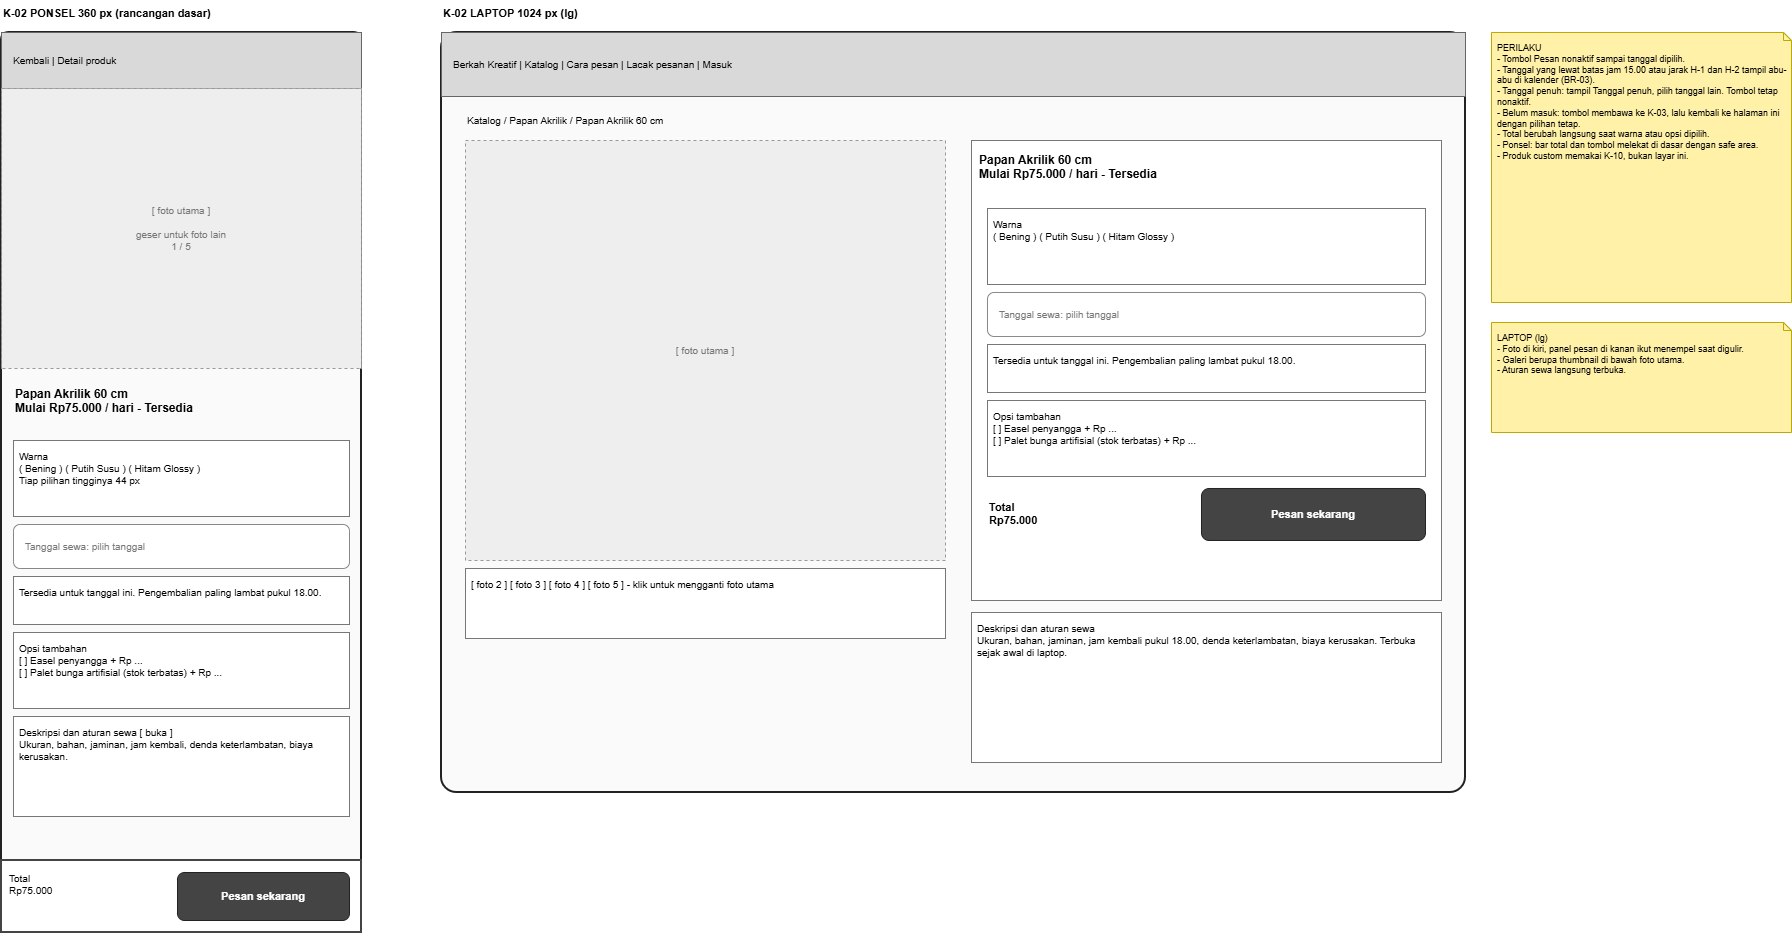 K-02 PONSEL 360 px (rancangan dasar)
Kembali | Detail produk
[ foto utama ]
geser untuk foto lain
1 / 5
Papan Akrilik 60 cm
Mulai Rp75.000 / hari - Tersedia
Warna
( Bening ) ( Putih Susu ) ( Hitam Glossy )
Tiap pilihan tingginya 44 px
Tanggal sewa: pilih tanggal
Tersedia untuk tanggal ini. Pengembalian paling lambat pukul 18.00.
Opsi tambahan
[ ] Easel penyangga + Rp ...
[ ] Palet bunga artifisial (stok terbatas) + Rp ...
Deskripsi dan aturan sewa [ buka ]
Ukuran, bahan, jaminan, jam kembali, denda keterlambatan, biaya
kerusakan.
Total
Rp75.000
Pesan sekarang
K-02 LAPTOP 1024 px (lg)
Berkah Kreatif | Katalog | Cara pesan | Lacak pesanan | Masuk
Katalog / Papan Akrilik / Papan Akrilik 60 cm
[ foto utama ]
[ foto 2 ] [ foto 3 ] [ foto 4 ] [ foto 5 ] - klik untuk mengganti foto utama
Papan Akrilik 60 cm
Mulai Rp75.000 / hari - Tersedia
Warna
( Bening ) ( Putih Susu ) ( Hitam Glossy )
Tanggal sewa: pilih tanggal
Tersedia untuk tanggal ini. Pengembalian paling lambat pukul 18.00.
Opsi tambahan
[ ] Easel penyangga + Rp ...
[ ] Palet bunga artifisial (stok terbatas) + Rp ...
Total
Rp75.000
Pesan sekarang
Deskripsi dan aturan sewa
Ukuran, bahan, jaminan, jam kembali pukul 18.00, denda keterlambatan, biaya kerusakan. Terbuka
sejak awal di laptop.
PERILAKU
- Tombol Pesan nonaktif sampai tanggal dipilih.
- Tanggal yang lewat batas jam 15.00 atau jarak H-1 dan H-2 tampil abu-
abu di kalender (BR-03).
- Tanggal penuh: tampil Tanggal penuh, pilih tanggal lain. Tombol tetap
nonaktif.
- Belum masuk: tombol membawa ke K-03, lalu kembali ke halaman ini
dengan pilihan tetap.
- Total berubah langsung saat warna atau opsi dipilih.
- Ponsel: bar total dan tombol melekat di dasar dengan safe area.
- Produk custom memakai K-10, bukan layar ini.
LAPTOP (lg)
- Foto di kiri, panel pesan di kanan ikut menempel saat digulir.
- Galeri berupa thumbnail di bawah foto utama.
- Aturan sewa langsung terbuka.